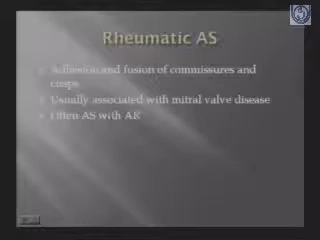 Rheumatic AS
Adhesion and fusion of commissures and
cusps
Usually associated with mitral valve disease
Often AS with AR